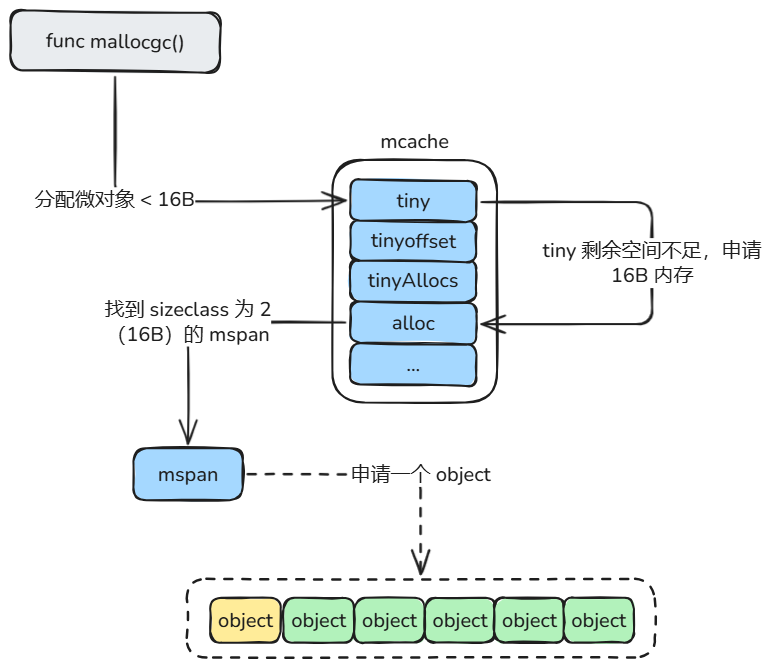 func mallocgc()
mcache
分配微对象 < 16B
tiny
tinyoffset
tinyAllocs
alloc
...
tiny 剩余空间不足，申请
16B 内存
找到 sizeclass 为 2
（16B）的 mspan
mspan
申请一个 object
object object object object object object